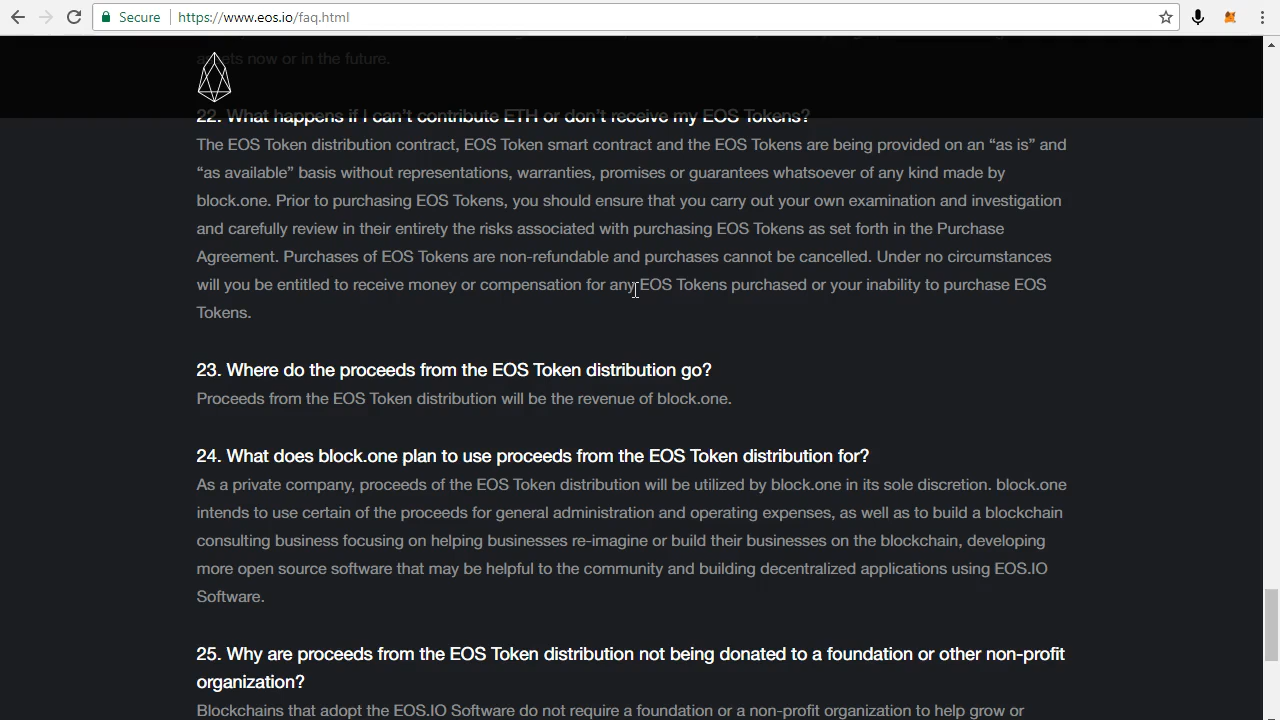 Secure
https://www.eos.io/faq.html
assets now or in the future.
22. What happens if I can't contribute ETH or don't receive my EOS Tokens?
The EOS Token distribution contract, EOS Token smart contract and the EOS Tokens are being provided on an “as is” and
“as available” basis without representations, warranties, promises or guarantees whatsoever of any kind made by
block.one. Prior to purchasing EOS Tokens, you should ensure that you carry out your own examination and investigation
and carefully review in their entirety the risks associated with purchasing EOS Tokens as set forth in the Purchase
Agreement. Purchases of EOS Tokens are non-refundable and purchases cannot be cancelled. Under no circumstances
will you be entitled to receive money or compensation for any EOS Tokens purchased or your inability to purchase EOS
Tokens.
23. Where do the proceeds from the EOS Token distribution go?
Proceeds from the EOS Token distribution will be the revenue of block.one.
24. What does block.one plan to use proceeds from the EOS Token distribution for?
As a private company, proceeds of the EOS Token distribution will be utilized by block.one in its sole discretion. block.one
intends to use certain of the proceeds for general administration and operating expenses, as well as to build a blockchain
consulting business focusing on helping businesses re-imagine or build their businesses on the blockchain, developing
more open source software that may be helpful to the community and building decentralized applications using EOS.IO
Software.
25. Why are proceeds from the EOS Token distribution not being donated to a foundation or other non-profit
organization?
Blockchains that adopt the EOS.IO Software do not require a foundation or a non-profit organization to help grow or